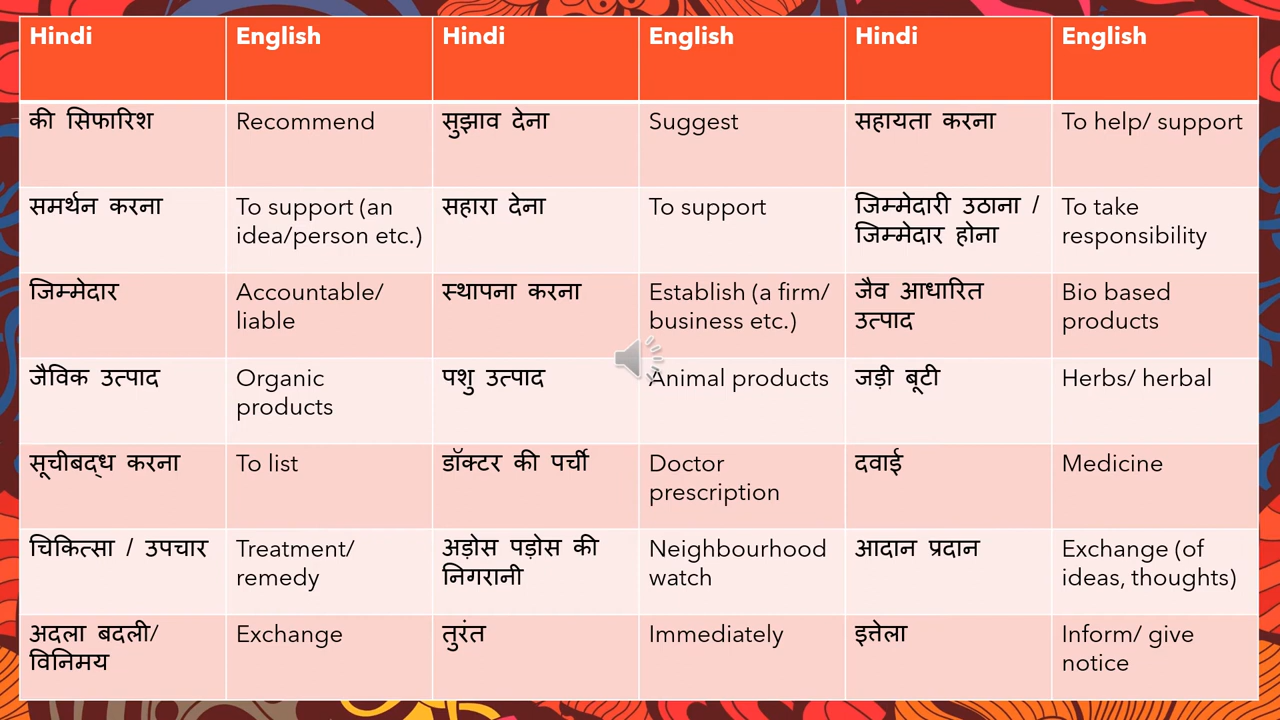 Hindi English Hindi English Hindi English
की सिफारिश Recommend सुझाव देना Suggest सहायता करना To help/ support
समर्थन करना To support (an idea/person etc.) सहारा देना To support जिम्मेदारी उठाना / जिम्मेदार होना To take responsibility
जिम्मेदार Accountable/ liable स्थापना करना Establish (a firm/ business etc.) जैव आधारित उत्पाद Bio based products
जैविक उत्पाद Organic products पशु उत्पाद Animal products जड़ी बूटी Herbs/ herbal
सूचीबद्ध करना To list डॉक्टर की पर्ची Doctor prescription दवाई Medicine
चिकित्सा / उपचार Treatment/ remedy अड़ोस पड़ोस की निगरानी Neighbourhood watch आदान प्रदान Exchange (of ideas, thoughts)
अदला बदली/ विनिमय Exchange तुरंत Immediately इत्तेला Inform/ give notice